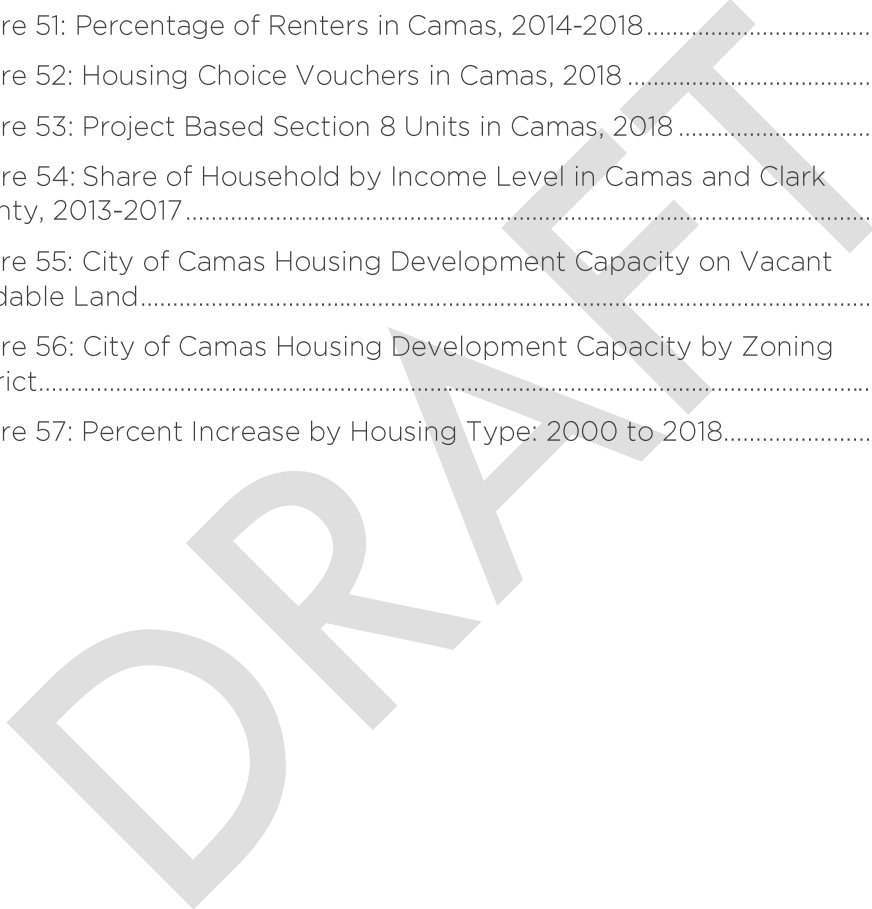 re 51: Percentage of Renters in Camas, 2014-2018
re 52: Housing Choice Vouchers in Camas, 2018
re 53: Project Based Section 8 Units in Camas, 2018
re 54: Share of Household by Income Level in Camas and Clark
nty, 2013-2017
re 55: City of Camas Housing Development Capacity on Vacant
dable Land
re 56: City of Camas Housing Development Capacity by Zoning
rict
re 57: Percent Increase by Housing Type: 2000 to 2018
DRAFT